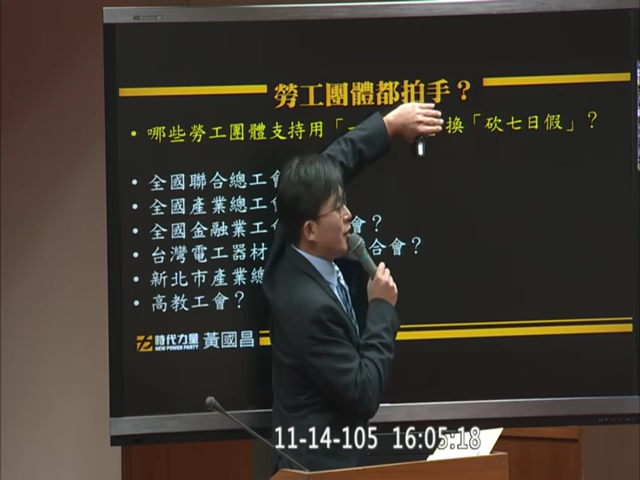 勞工團體都拍手？
• 哪些勞工團體支持用「 換「砍七日假」？
• 全國聯合總工會
• 全國產業總工會
• 全國金融業工 會？
• 台灣電工器材 合會？
• 新北市產業總
• 高教工會？
時代力量 黃國昌
NEW POWER PARTY
11-14-105 16:05:18